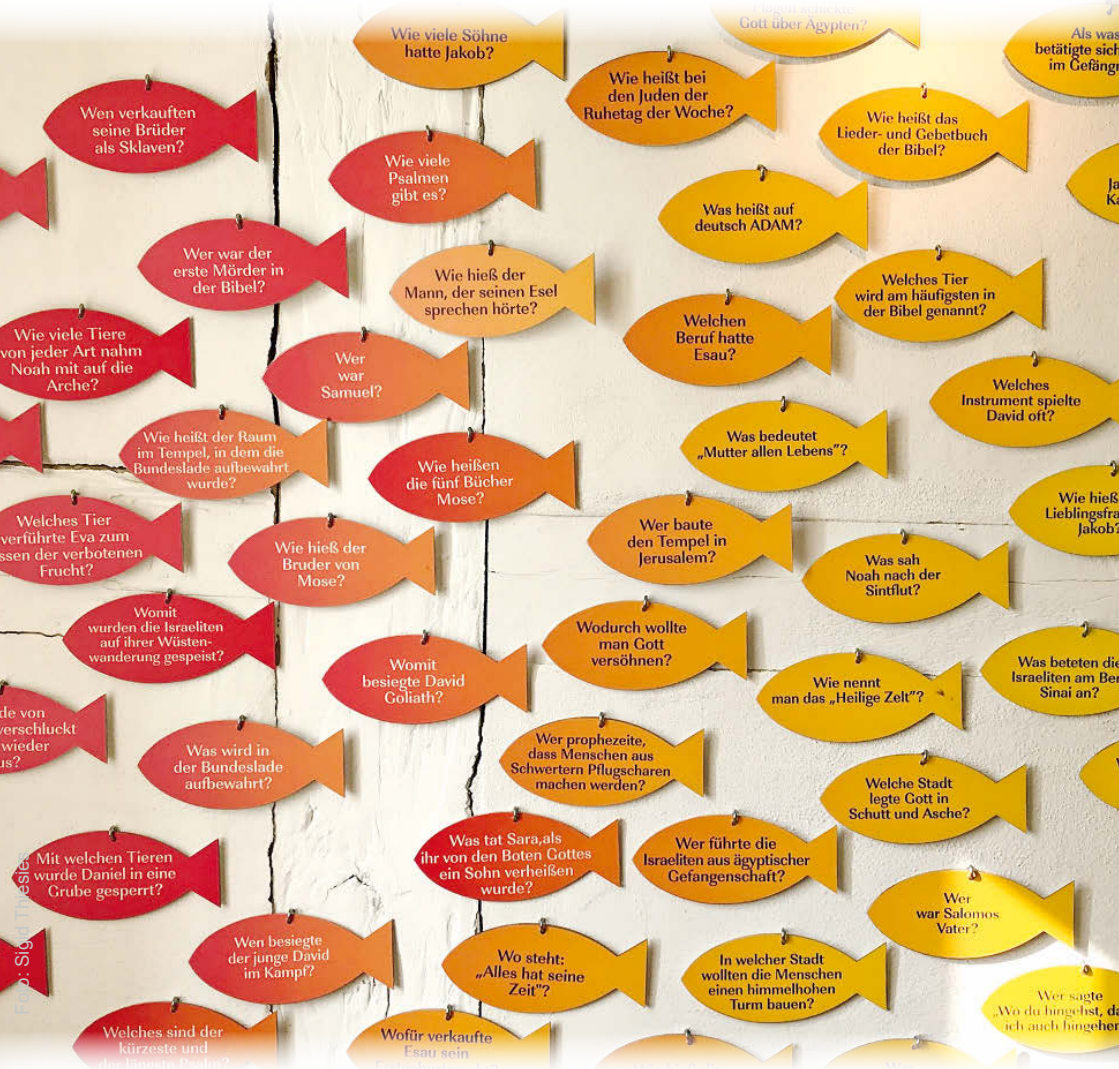 Wie viele Söhne
hatte Jakob?
Gott über Ägypten?
Als was
betätigte sich
im
Wen verkauften
seine Brüder
als Sklaven?
Wie heißt bei
den Juden der
Ruhetag der Woche?
Wie heißt das
Lieder- und Gebetbuch
der Bibel?
Wie viele
Psalmen
gibt es?
Was heißt auf
deutsch ADAM?
Wer war der
erste Mörder in
der Bibel?
Wie hieß der
Mann, der seinen Esel
sprechen hörte?
Welches Tier
wird am häufigsten in
der Bibel genannt?
Wie viele Tiere
von jeder Art nahm
Noah mit auf die
Arche?
Wer
war
Samuel?
Welchen
Beruf hatte
Esau?
Welches
Instrument spielte
David oft?
Wie heißt der Raum
im Tempel, in dem die
Bundeslade aufbewahrt
wurde?
Wie heißen
die fünf Bücher
Mose?
Was bedeutet
„Mutter allen Lebens"?
Wie hieß
Jakob?
Welches Tier
verführte Eva zum
der verbotenen
Frucht?
Wie hieß der
Bruder von
Mose?
Wer baute
den Tempel in
Jerusalem?
Was sah
Noah nach der
Sintflut?
Womit
wurden die Israeliten
auf ihrer Wüsten-
wanderung gespeist?
Womit
besiegte David
Goliath?
Wodurch wollte
man Gott
versöhnen?
Wie nennt
man das „Heilige Zelt"?
Was beteten die
Israeliten am
Sinai an?
von
verschluckt
wieder
Was wird in
der Bundeslade
aufbewahrt?
Wer prophezeite,
dass Menschen aus
Schwertern Pflugscharen
machen werden?
Welche Stadt
legte Gott in
Schutt und Asche?
Mit welchen Tieren
wurde Daniel in eine
Grube gesperrt?
Was tat Sara,als
ihr von den Boten Gottes
ein Sohn verheißen
wurde?
Wer führte die
Israeliten aus ägyptischer
Gefangenschaft?
Wer
war Salomos
Vater?
Wen besiegte
der junge David
im Kampf?
Wo steht:
„Alles hat seine
Zeit"?
In welcher Stadt
wollten die Menschen
einen himmelhohen
Turm bauen?
Wer sagte
„Wo du hingehst, da
ich auch hingehen
Welches sind der
kürzeste und
der längste Psalm?
Wofür verkaufte
Esau sein
Foto: